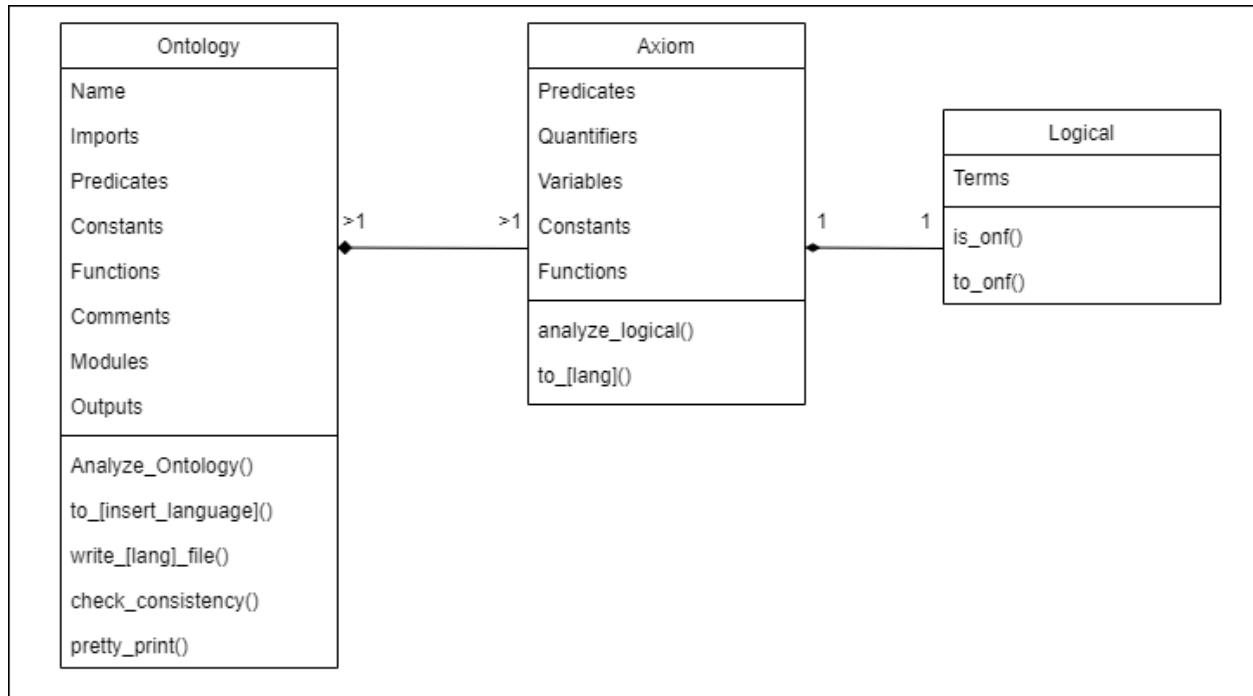 Ontology
Name
Imports
Predicates
Constants
Functions
Comments
Modules
Outputs
Analyze_Ontology()
to_[insert_language]()
write_[lang]_file()
check_consistency()
pretty_print()
>1
>1
Axiom
Predicates
Quantifiers
Variables
Constants
Functions
analyze_logical()
to_[lang]()
1
1
Logical
Terms
is_onf()
to_onf()